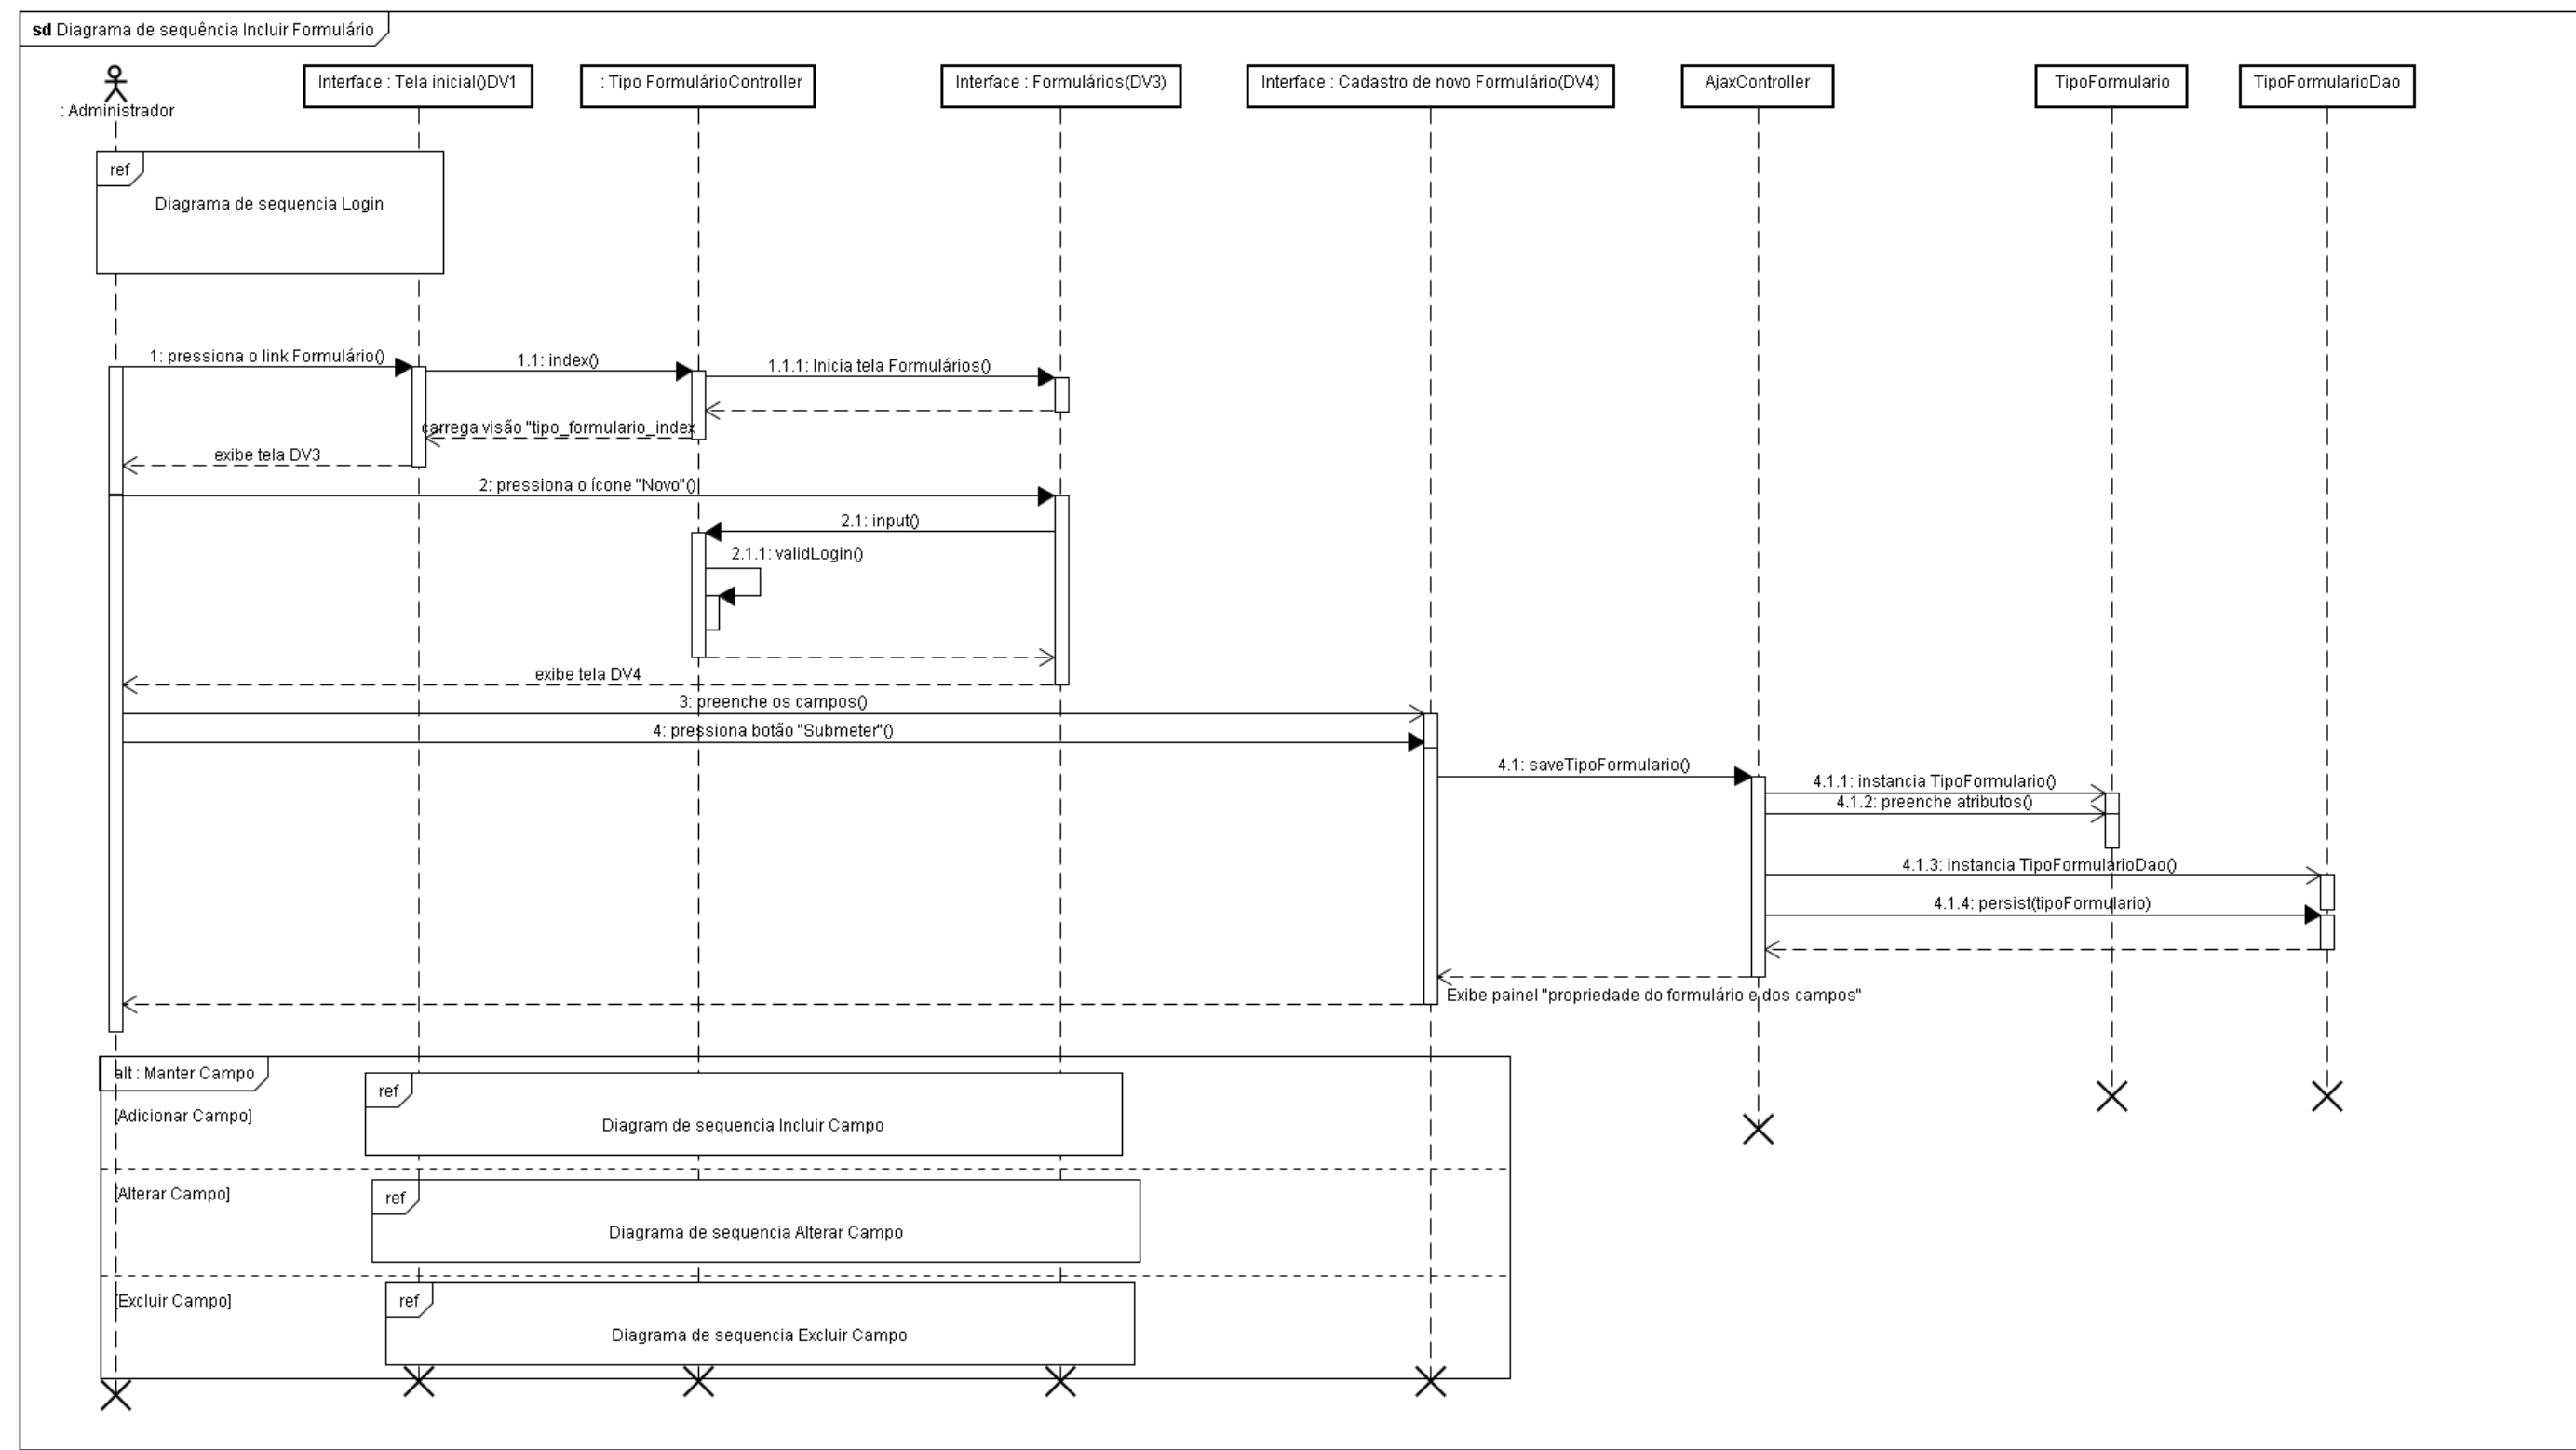 sd Diagrama de sequência Incluir Formulário
: Administrador
Interface : Tela inicial()DV1
: Tipo FormulárioController
Interface : Formulários(DV3)
Interface : Cadastro de novo Formulário(DV4)
AjaxController
TipoFormulario
TipoFormularioDao
ref
Diagrama de sequencia Login
1: pressiona o link Formulário()
1.1: index()
1.1.1: Inicia tela Formulários()
carrega visão "tipo_formulario_index
exibe tela DV3
2: pressiona o ícone "Novo"()
2.1: input()
2.1.1: validLogin()
exibe tela DV4
3: preenche os campos()
4: pressiona botão "Submeter"()
4.1: saveTipoFormulario()
4.1.1: instancia TipoFormulario()
4.1.2: preenche atributos()
4.1.3: instancia TipoFormularioDao()
4.1.4: persist(tipoFormulario)
Exibe painel "propriedade do formulário e dos campos"
alt : Manter Campo
[Adicionar Campo]
ref
Diagram de sequencia Incluir Campo
[Alterar Campo]
ref
Diagrama de sequencia Alterar Campo
[Excluir Campo]
ref
Diagrama de sequencia Excluir Campo